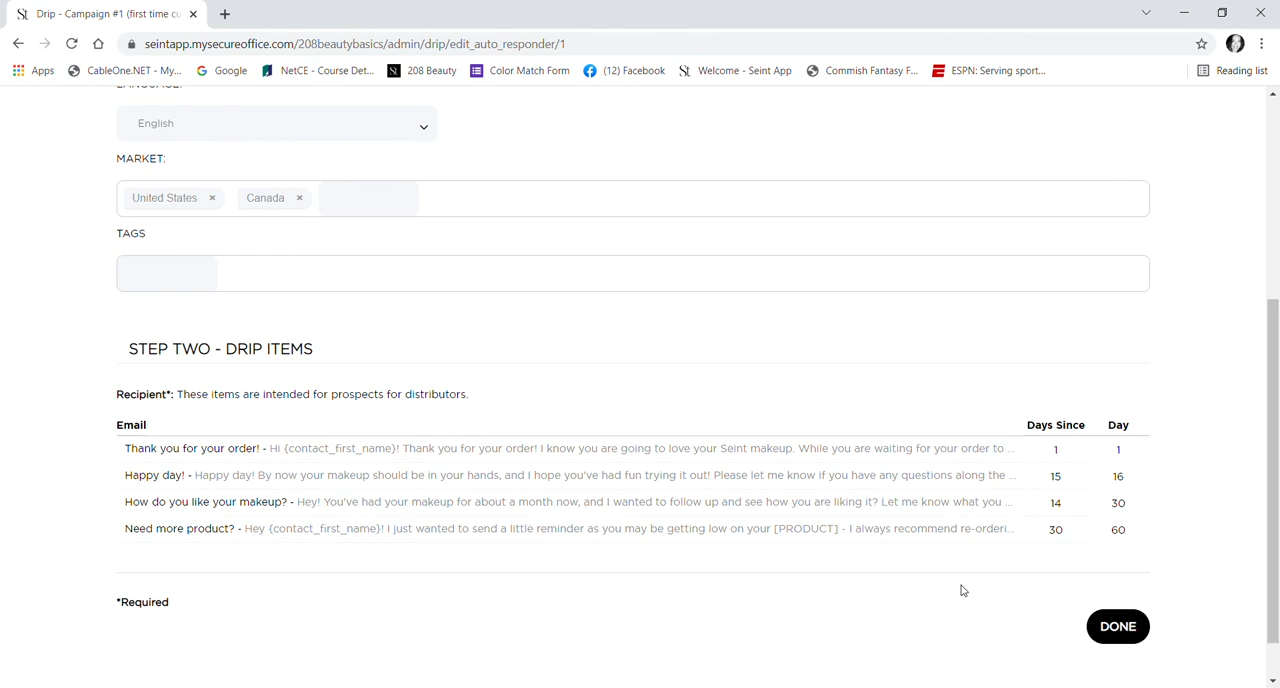 St Drip - Campaign #1 (first time cu
seintapp.mysecureoffice.com/208beautybasics/admin/drip/edit_auto_responder/1
Apps CableOne.NET - My... Google NetCE - Course Det... 208 Beauty Color Match Form (12) Facebook St Welcome - Seint App Commish Fantasy F... ESPN: Serving sport... Reading list
LANGUAGE:
English
MARKET:
United States × Canada ×
TAGS
STEP TWO - DRIP ITEMS
Recipient*: These items are intended for prospects for distributors.
Email Days Since Day
Thank you for your order! - Hi {contact_first_name}! Thank you for your order! I know you are going to love your Seint makeup. While you are waiting for your order to ... 1 1
Happy day! - Happy day! By now your makeup should be in your hands, and I hope you've had fun trying it out! Please let me know if you have any questions along the ... 15 16
How do you like your makeup? - Hey! You've had your makeup for about a month now, and I wanted to follow up and see how you are liking it? Let me know what you ... 14 30
Need more product? - Hey {contact_first_name}! I just wanted to send a little reminder as you may be getting low on your [PRODUCT] - I always recommend re-orderi... 30 60
*Required
DONE